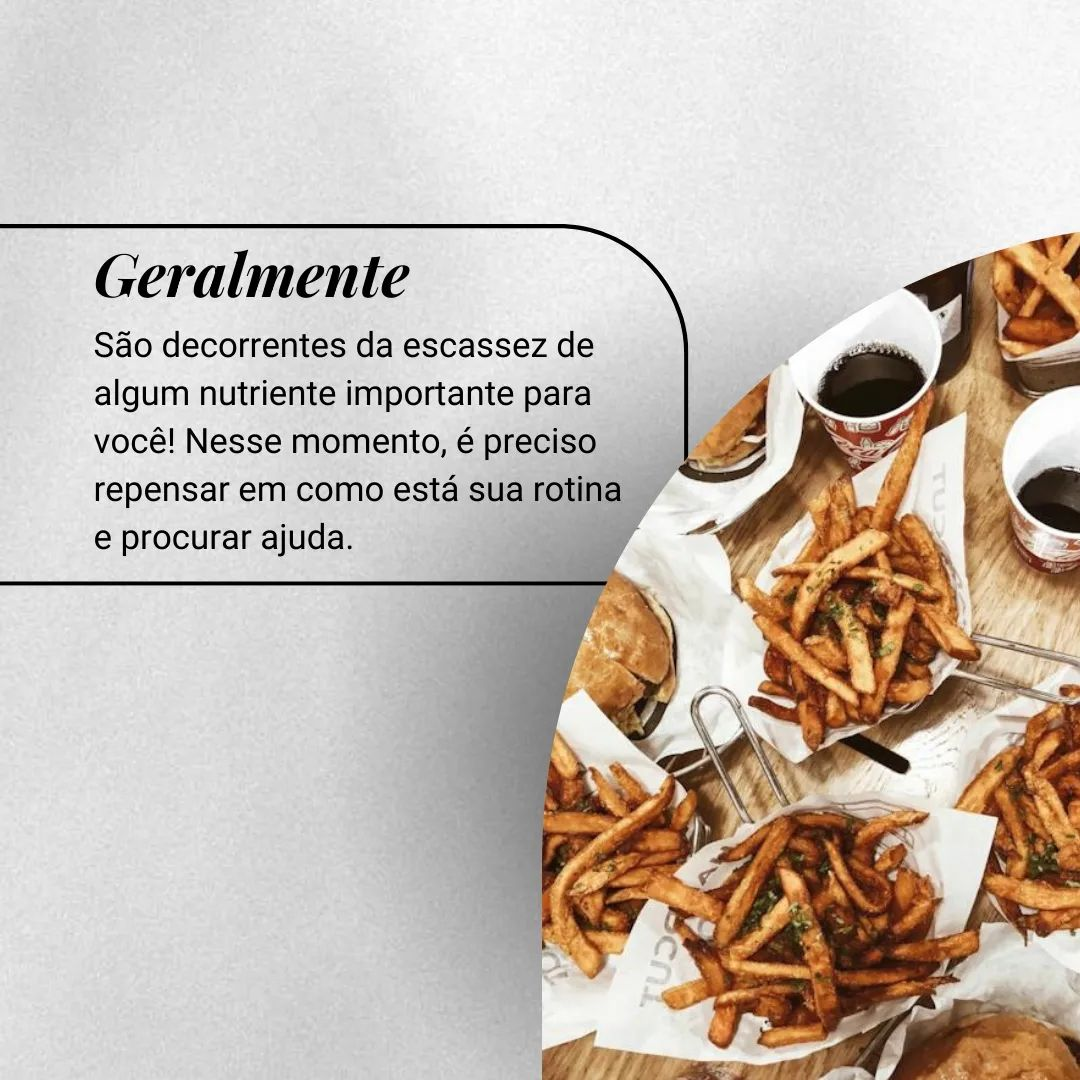 Geralmente
São decorrentes da escassez de
algum nutriente importante para
você! Nesse momento, é preciso
repensar em como está sua rotina
e procurar ajuda.